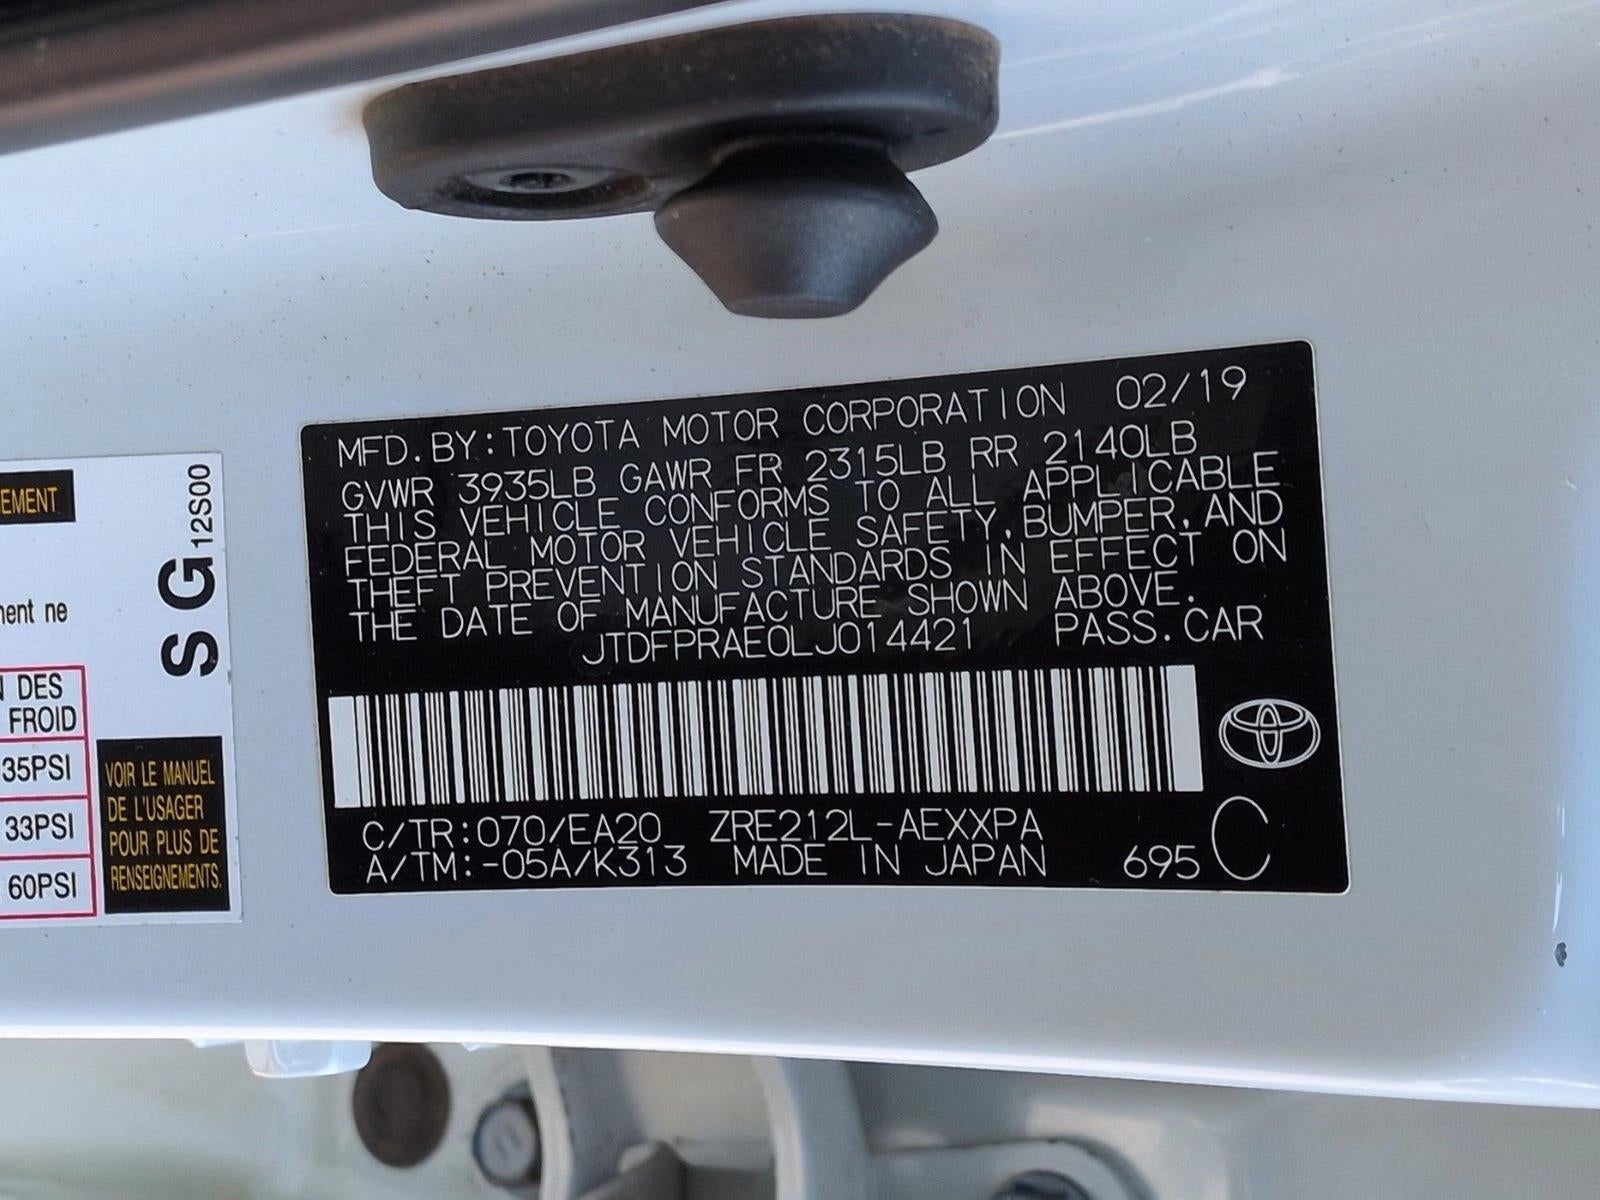 MFD.BY:TOYOTA MOTOR CORPORATION 02/19
GVWR 3935LB GAWR FR 2315LB RR 2140LB
THIS VEHICLE CONFORMS TO ALL APPLICABLE
FEDERAL MOTOR VEHICLE SAFETY, BUMPER, AND
THEFT PREVENTION STANDARDS IN EFFECT ON
THE DATE OF MANUFACTURE SHOWN ABOVE.
JTDFPRAE0LJ014421 PASS.CAR
C/TR:070/EA20 ZRE212L-AEXXPA
A/TM:-05A/K313 MADE IN JAPAN 695 C
SG12S00
ne
DES
FROID
35PSI
33PSI
60PSI
VOIR LE MANUEL
DE L'USAGER
POUR PLUS DE
RENSEIGNEMENTS.